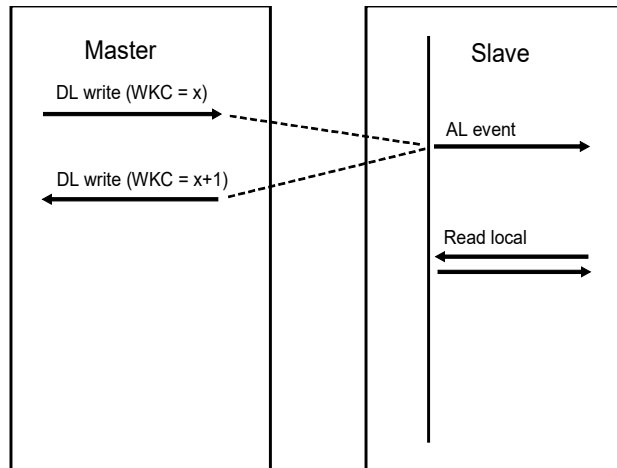 Master
Slave
DL write (WKC = x)
AL event
DL write (WKC = x+1)
Read local